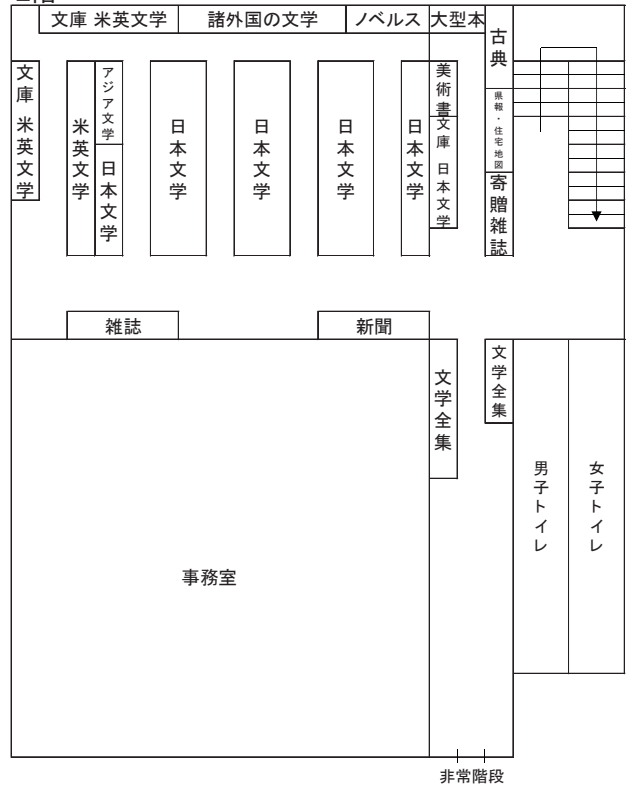 文庫 米英文学
諸外国の文学
ノベルス
大型本
古典
県報・住宅地図
寄贈雑誌
文庫 米英文学
米英文学
アジア文学
日本文学
日本文学
日本文学
日本文学
日本文学
美術書
文庫 日本文学
雑誌
新聞
文学全集
文学全集
男子トイレ
女子トイレ
事務室
非常階段